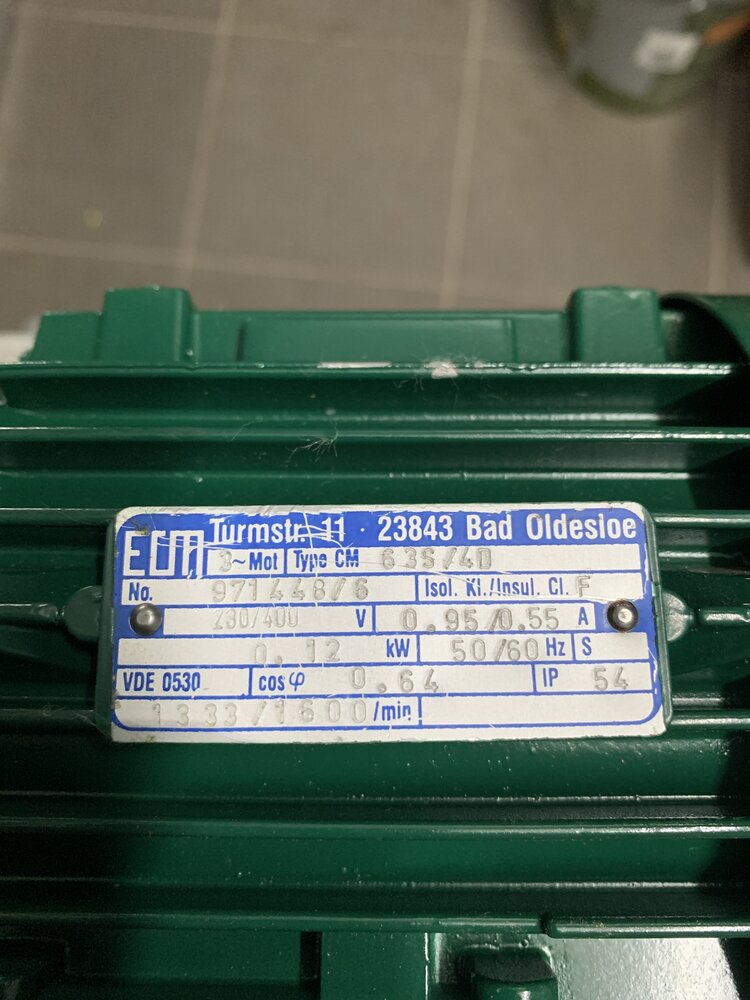 ECM Turmstr. 11 · 23843 Bad Oldesloe
3~ Mot Type CM 63S/4D
No. 971448/6 Isol. Kl./Insul. Cl. F
230/400 V 0.95/0.55 A
0.12 kW 50/60 Hz S
VDE 0530 cos φ 0.64 IP 54
1333/1600 /min